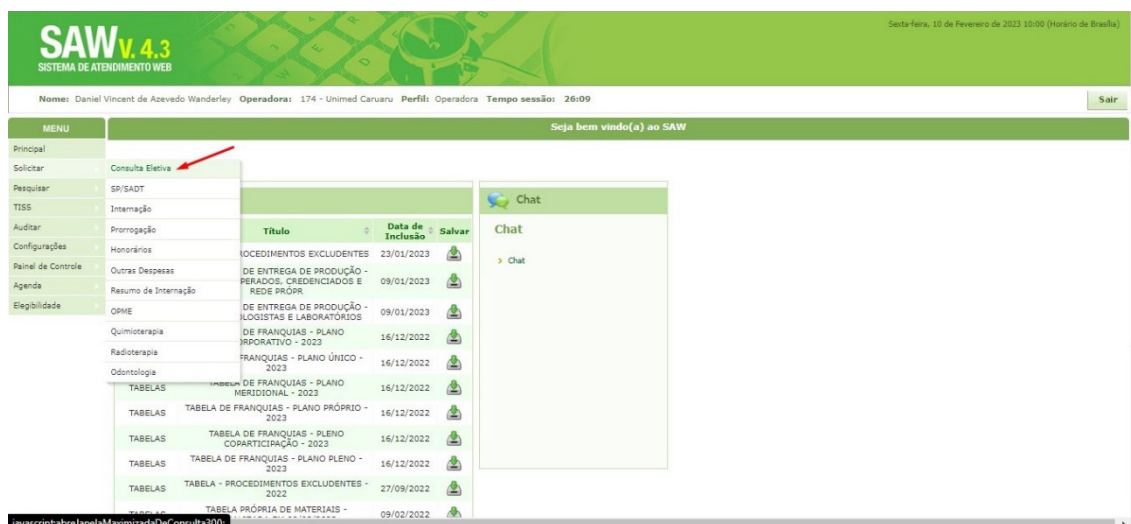 SAW V. 4.3
SISTEMA DE ATENDIMENTO WEB
Sexta-feira, 10 de Fevereiro de 2023 10:00 (Horário de Brasília)
Nome: Daniel Vincent de Azevedo Wanderley Operadora: 174 - Unimed Caruaru Perfil: Operadora Tempo sessão: 26:09
Sair
MENU
Seja bem vindo(a) ao SAW
Principal
Solicitar
Pesquisar
TISS
Auditar
Configurações
Painel de Controle
Agenda
Elegibilidade
Consulta Eletiva
SP/SADT
Internação
Prorrogação
Honorários
Outras Despesas
Resumo de Internação
OPME
Quimioterapia
Radioterapia
Odontologia
Título Data de Inclusão Salvar
PROCEDIMENTOS EXCLUDENTES 23/01/2023
DE ENTREGA DE PRODUÇÃO -
PERADOS, CREDENCIADOS E
REDE PRÓPR
09/01/2023
DE ENTREGA DE PRODUÇÃO -
LOGISTAS E LABORATÓRIOS
09/01/2023
DE FRANQUIAS - PLANO
ORPORATIVO - 2023
16/12/2022
FRANQUIAS - PLANO ÚNICO -
2023
16/12/2022
TABELAS
TABELA DE FRANQUIAS - PLANO
MERIDIONAL - 2023
16/12/2022
TABELAS
TABELA DE FRANQUIAS - PLANO PRÓPRIO -
2023
16/12/2022
TABELAS
TABELA DE FRANQUIAS - PLENO
COPARTICIPAÇÃO - 2023
16/12/2022
TABELAS
TABELA DE FRANQUIAS - PLANO PLENO -
2023
16/12/2022
TABELAS
TABELA - PROCEDIMENTOS EXCLUDENTES -
2022
27/09/2022
TABELAS
TABELA PRÓPRIA DE MATERIAIS -
09/02/2022
Chat
Chat
Chat
javascript:abreJanelaMaximizadaDeConsulta300;